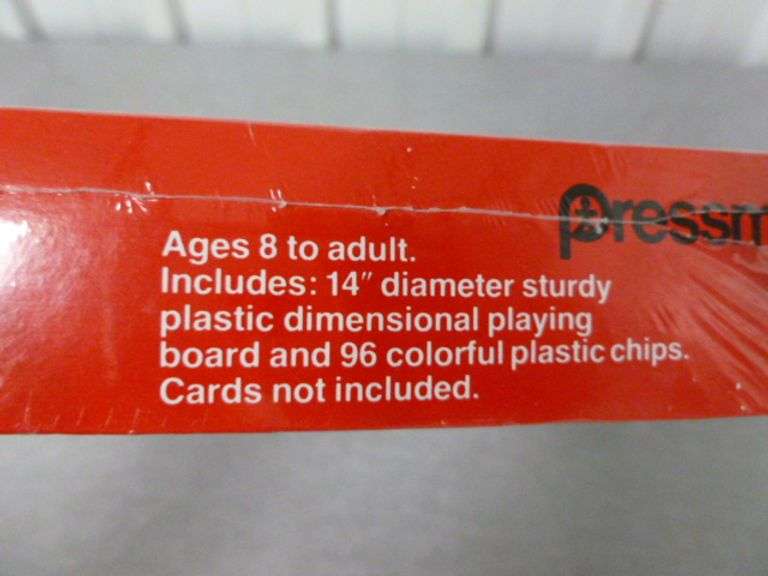 pressm
Ages 8 to adult.
Includes: 14" diameter sturdy
plastic dimensional playing
board and 96 colorful plastic chips.
Cards not included.